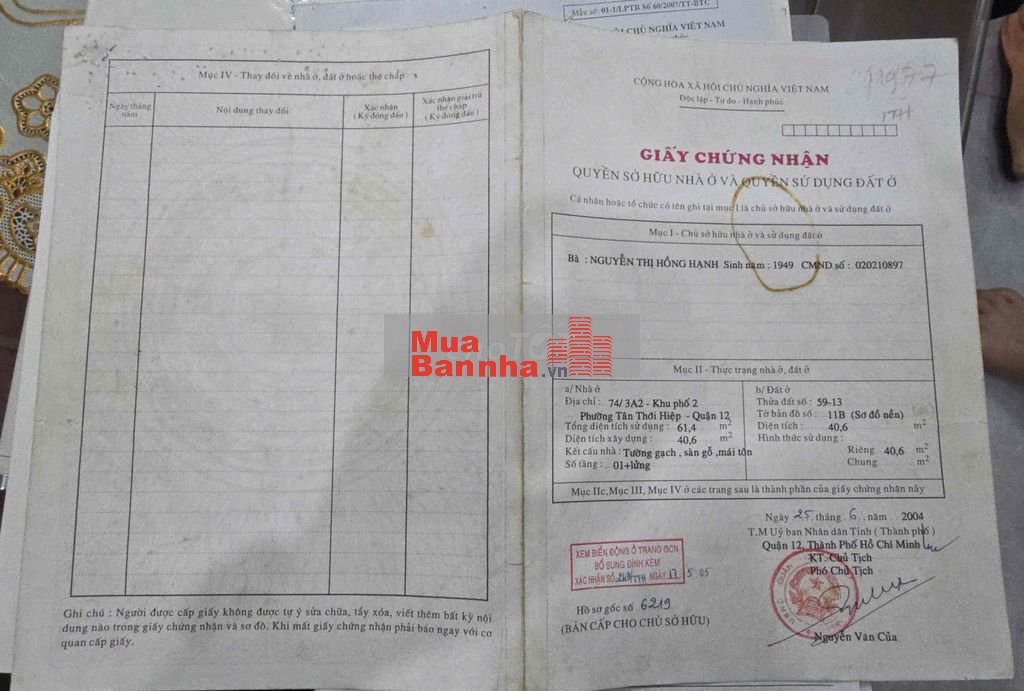 Mẫu số: 01-1/LPTB Số 60/2007/TT-BTC
CHỦ NGHĨA VIỆT NAM
Mục IV - Thay đổi về nhà ở, đất ở hoặc thế chấp
Ngày tháng năm
Nội dung thay đổi
Xác nhận
( Ký đóng dấu )
Xác nhận giải trừ
thế chấp
( Ký đóng dấu )
Ghi chú : Người được cấp giấy không được tự ý sửa chữa, tẩy xóa, viết thêm bất kỳ nội
dung nào trong giấy chứng nhận và sơ đồ. Khi mất giấy chứng nhận phải báo ngay với cơ
quan cấp giấy.
CỘNG HÒA XÃ HỘI CHỦ NGHĨA VIỆT NAM
Độc lập - Tự do - Hạnh phúc
GIẤY CHỨNG NHẬN
QUYỀN SỞ HỮU NHÀ Ở VÀ QUYỀN SỬ DỤNG ĐẤT Ở
Cá nhân hoặc tổ chức có tên ghi tại mục I là chủ sở hữu nhà ở và sử dụng đất ở
Mục I - Chủ sở hữu nhà ở và sử dụng đất ở
Bà : NGUYỄN THỊ HỒNG HẠNH Sinh năm : 1949 CMND số : 020210897
Mua
Bannha.vn
Mục II - Thực trạng nhà ở, đất ở
a/ Nhà ở
Địa chỉ : 74/ 3A2 - Khu phố 2
Phường Tân Thới Hiệp - Quận 12
Tổng diện tích sử dụng : 61,4 m2
Diện tích xây dựng : 40,6 m2
Kết cấu nhà : Tường gạch , sàn gỗ ,mái tôn
Số tầng : 01+lửng
b/ Đất ở
Thửa đất số : 59-13
Tờ bản đồ số : 11B (Sơ đồ nền)
Diện tích : 40,6 m2
Hình thức sử dụng :
Riêng 40,6 m2
Chung m2
Mục IIc,Mục III, Mục IV ở các trang sau là thành phần của giấy chứng nhận này
Ngày 25 tháng 6 năm 2004
T.M Uỷ ban Nhân dân Tỉnh ( Thành phố )
Quận 12, Thành Phố Hồ Chí Minh
KT. Chủ Tịch
Phó Chủ Tịch
XEM BIẾN ĐỘNG Ở TRANG GCN
BỔ SUNG ĐÍNH KÈM
XÁC NHẬN SỐ NGÀY 17 5 05
Hồ sơ gốc số 6219
(BẢN CẤP CHO CHỦ SỞ HỮU)
Nguyễn Văn Của